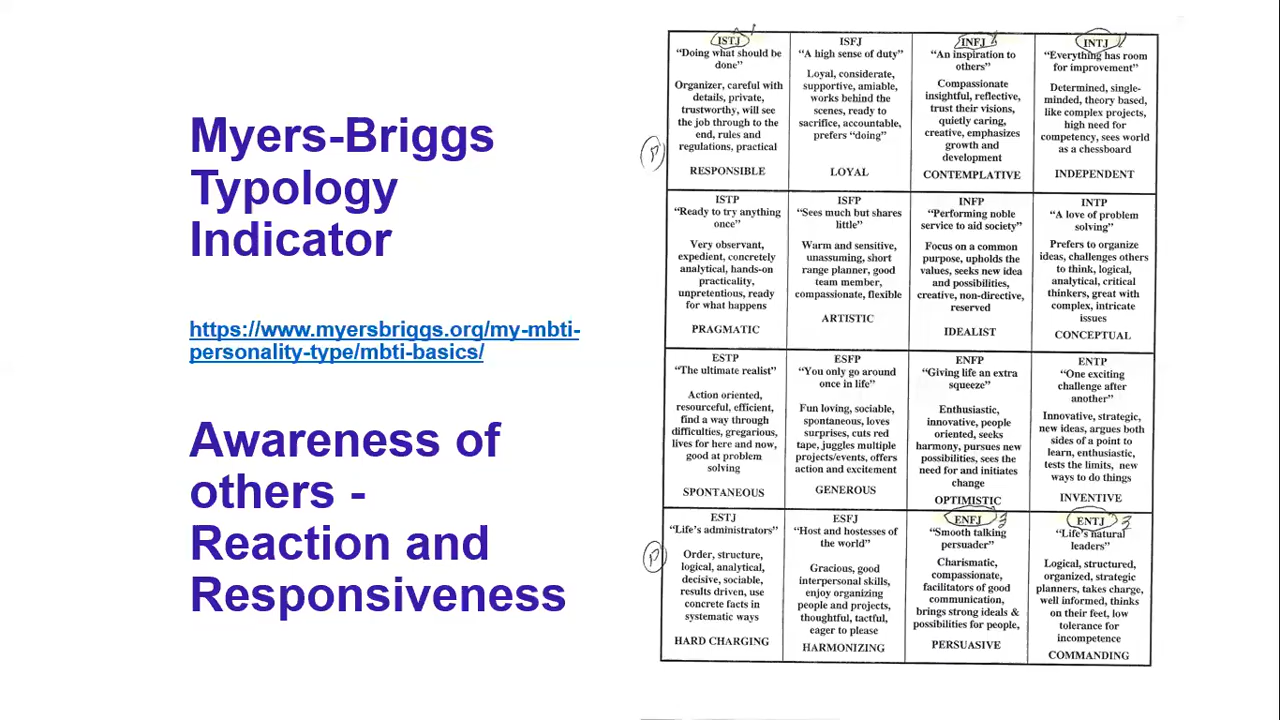 Myers-Briggs
Typology
Indicator
https://www.myersbriggs.org/my-mbti-
personality-type/mbti-basics/
Awareness of
others -
Reaction and
Responsiveness
ISTJ
"Doing what should be
done"
Organizer, careful with
details, private,
trustworthy, will see
the job through to the
end, rules and
regulations, practical
RESPONSIBLE
ISFJ
"A high sense of duty"
Loyal, considerate,
supportive, amiable,
works behind the
scenes, ready to
sacrifice, accountable,
prefers "doing"
LOYAL
INFJ
"An inspiration to
others"
Compassionate
insightful, reflective,
trust their visions,
quietly caring,
creative, emphasizes
growth and
development
CONTEMPLATIVE
INTJ
"Everything has room
for improvement"
Determined, single-
minded, theory based,
like complex projects,
high need for
competency, sees world
as a chessboard
INDEPENDENT
ISTP
"Ready to try anything
once"
Very observant,
expedient, concretely
analytical, hands-on
practicality,
unpretentious, ready
for what happens
PRAGMATIC
ISFP
"Sees much but shares
little"
Warm and sensitive,
unassuming, short
range planner, good
team member,
compassionate, flexible
ARTISTIC
INFP
"Performing noble
service to aid society"
Focus on a common
purpose, upholds the
values, seeks new idea
and possibilities,
creative, non-directive,
reserved
IDEALIST
INTP
"A love of problem
solving"
Prefers to organize
ideas, challenges others
to think, logical,
analytical, critical
thinkers, great with
complex, intricate
issues
CONCEPTUAL
ESTP
"The ultimate realist"
Action oriented,
resourceful, efficient,
find a way through
difficulties, gregarious,
lives for here and now,
good at problem
solving
SPONTANEOUS
ESFP
"You only go around
once in life"
Fun loving, sociable,
spontaneous, loves
surprises, cuts red
tape, juggles multiple
projects/events, offers
action and excitement
GENEROUS
ENFP
"Giving life an extra
squeeze"
Enthusiastic,
innovative, people
oriented, seeks
harmony, pursues new
possibilities, sees the
need for and initiates
change
OPTIMISTIC
ENTP
"One exciting
challenge after
another"
Innovative, strategic,
new ideas, argues both
sides of a point to
learn, enthusiastic,
tests the limits, new
ways to do things
INVENTIVE
ESTJ
"Life's administrators"
Order, structure,
logical, analytical,
decisive, sociable,
results driven, use
concrete facts in
systematic ways
HARD CHARGING
ESFJ
"Host and hostesses of
the world"
Gracious, good
interpersonal skills,
enjoy organizing
people and projects,
thoughtful, tactful,
eager to please
HARMONIZING
ENFJ
"Smooth talking
persuader"
Charismatic,
compassionate,
facilitators of good
communication,
brings strong ideals &
possibilities for people,
PERSUASIVE
ENTJ
"Life's natural
leaders"
Logical, structured,
organized, strategic
planners, takes charge,
well informed, thinks
on their feet, low
tolerance for
incompetence
COMMANDING